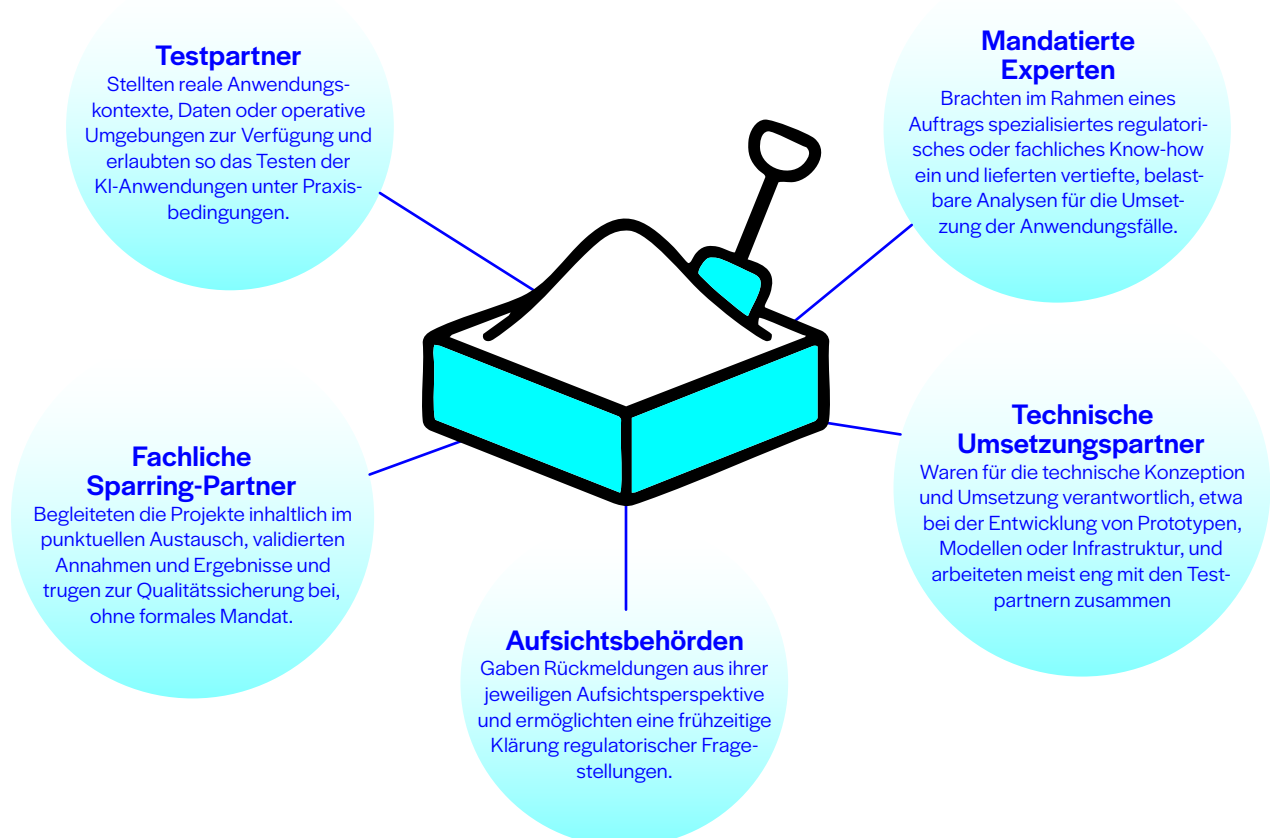 Testpartner
Stellten reale Anwendungs-
kontexte, Daten oder operative
Umgebungen zur Verfügung und
erlaubten so das Testen der
KI-Anwendungen unter Praxis-
bedingungen.
Mandatierte
Experten
Brachten im Rahmen eines
Auftrags spezialisiertes regulatori-
sches oder fachliches Know-how
ein und lieferten vertiefte, belast-
bare Analysen für die Umset-
zung der Anwendungsfälle.
Fachliche
Sparring-Partner
Begleiteten die Projekte inhaltlich im
punktuellen Austausch, validierten
Annahmen und Ergebnisse und
trugen zur Qualitätssicherung bei,
ohne formales Mandat.
Technische
Umsetzungspartner
Waren für die technische Konzeption
und Umsetzung verantwortlich, etwa
bei der Entwicklung von Prototypen,
Modellen oder Infrastruktur, und
arbeiteten meist eng mit den Test-
partnern zusammen
Aufsichtsbehörden
Gaben Rückmeldungen aus ihrer
jeweiligen Aufsichtsperspektive
und ermöglichten eine frühzeitige
Klärung regulatorischer Frage-
stellungen.